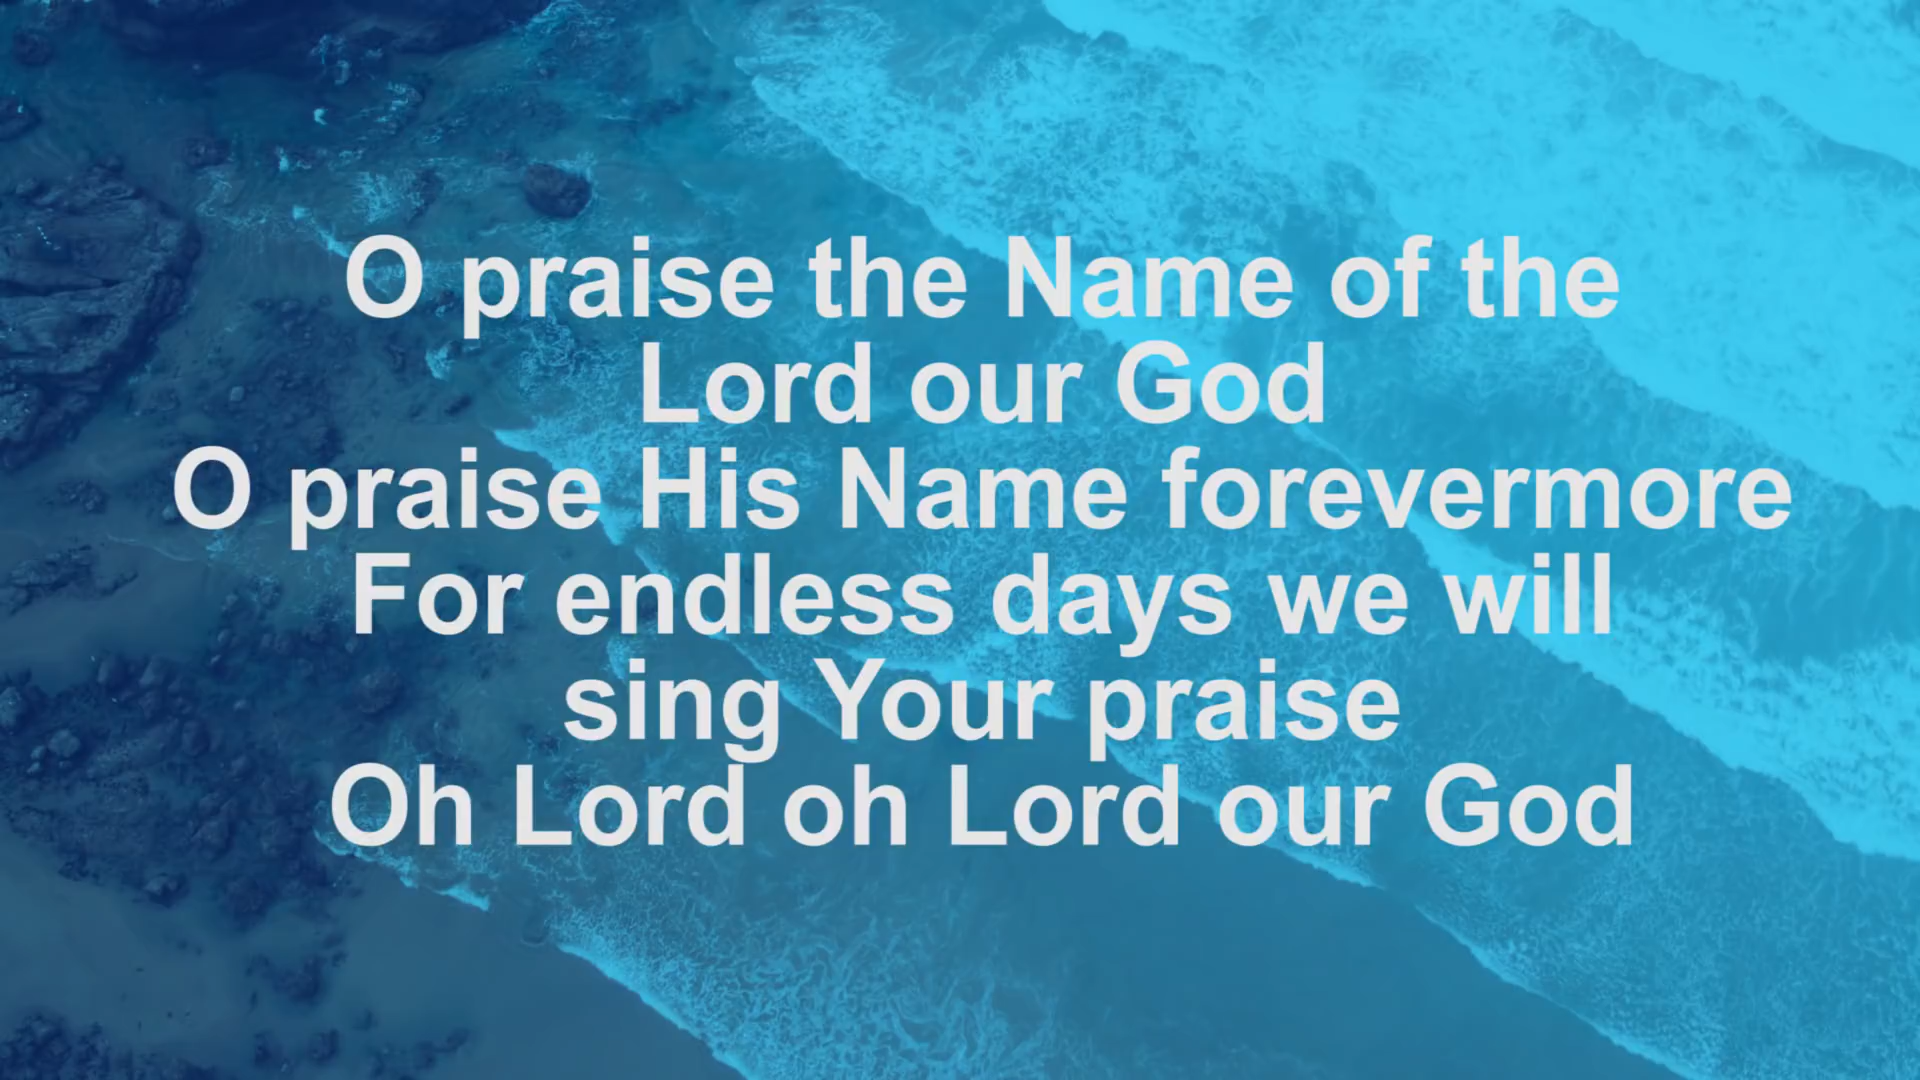 O praise the Name of the
Lord our God
O praise His Name forevermore
For endless days we will
sing Your praise
Oh Lord oh Lord our God